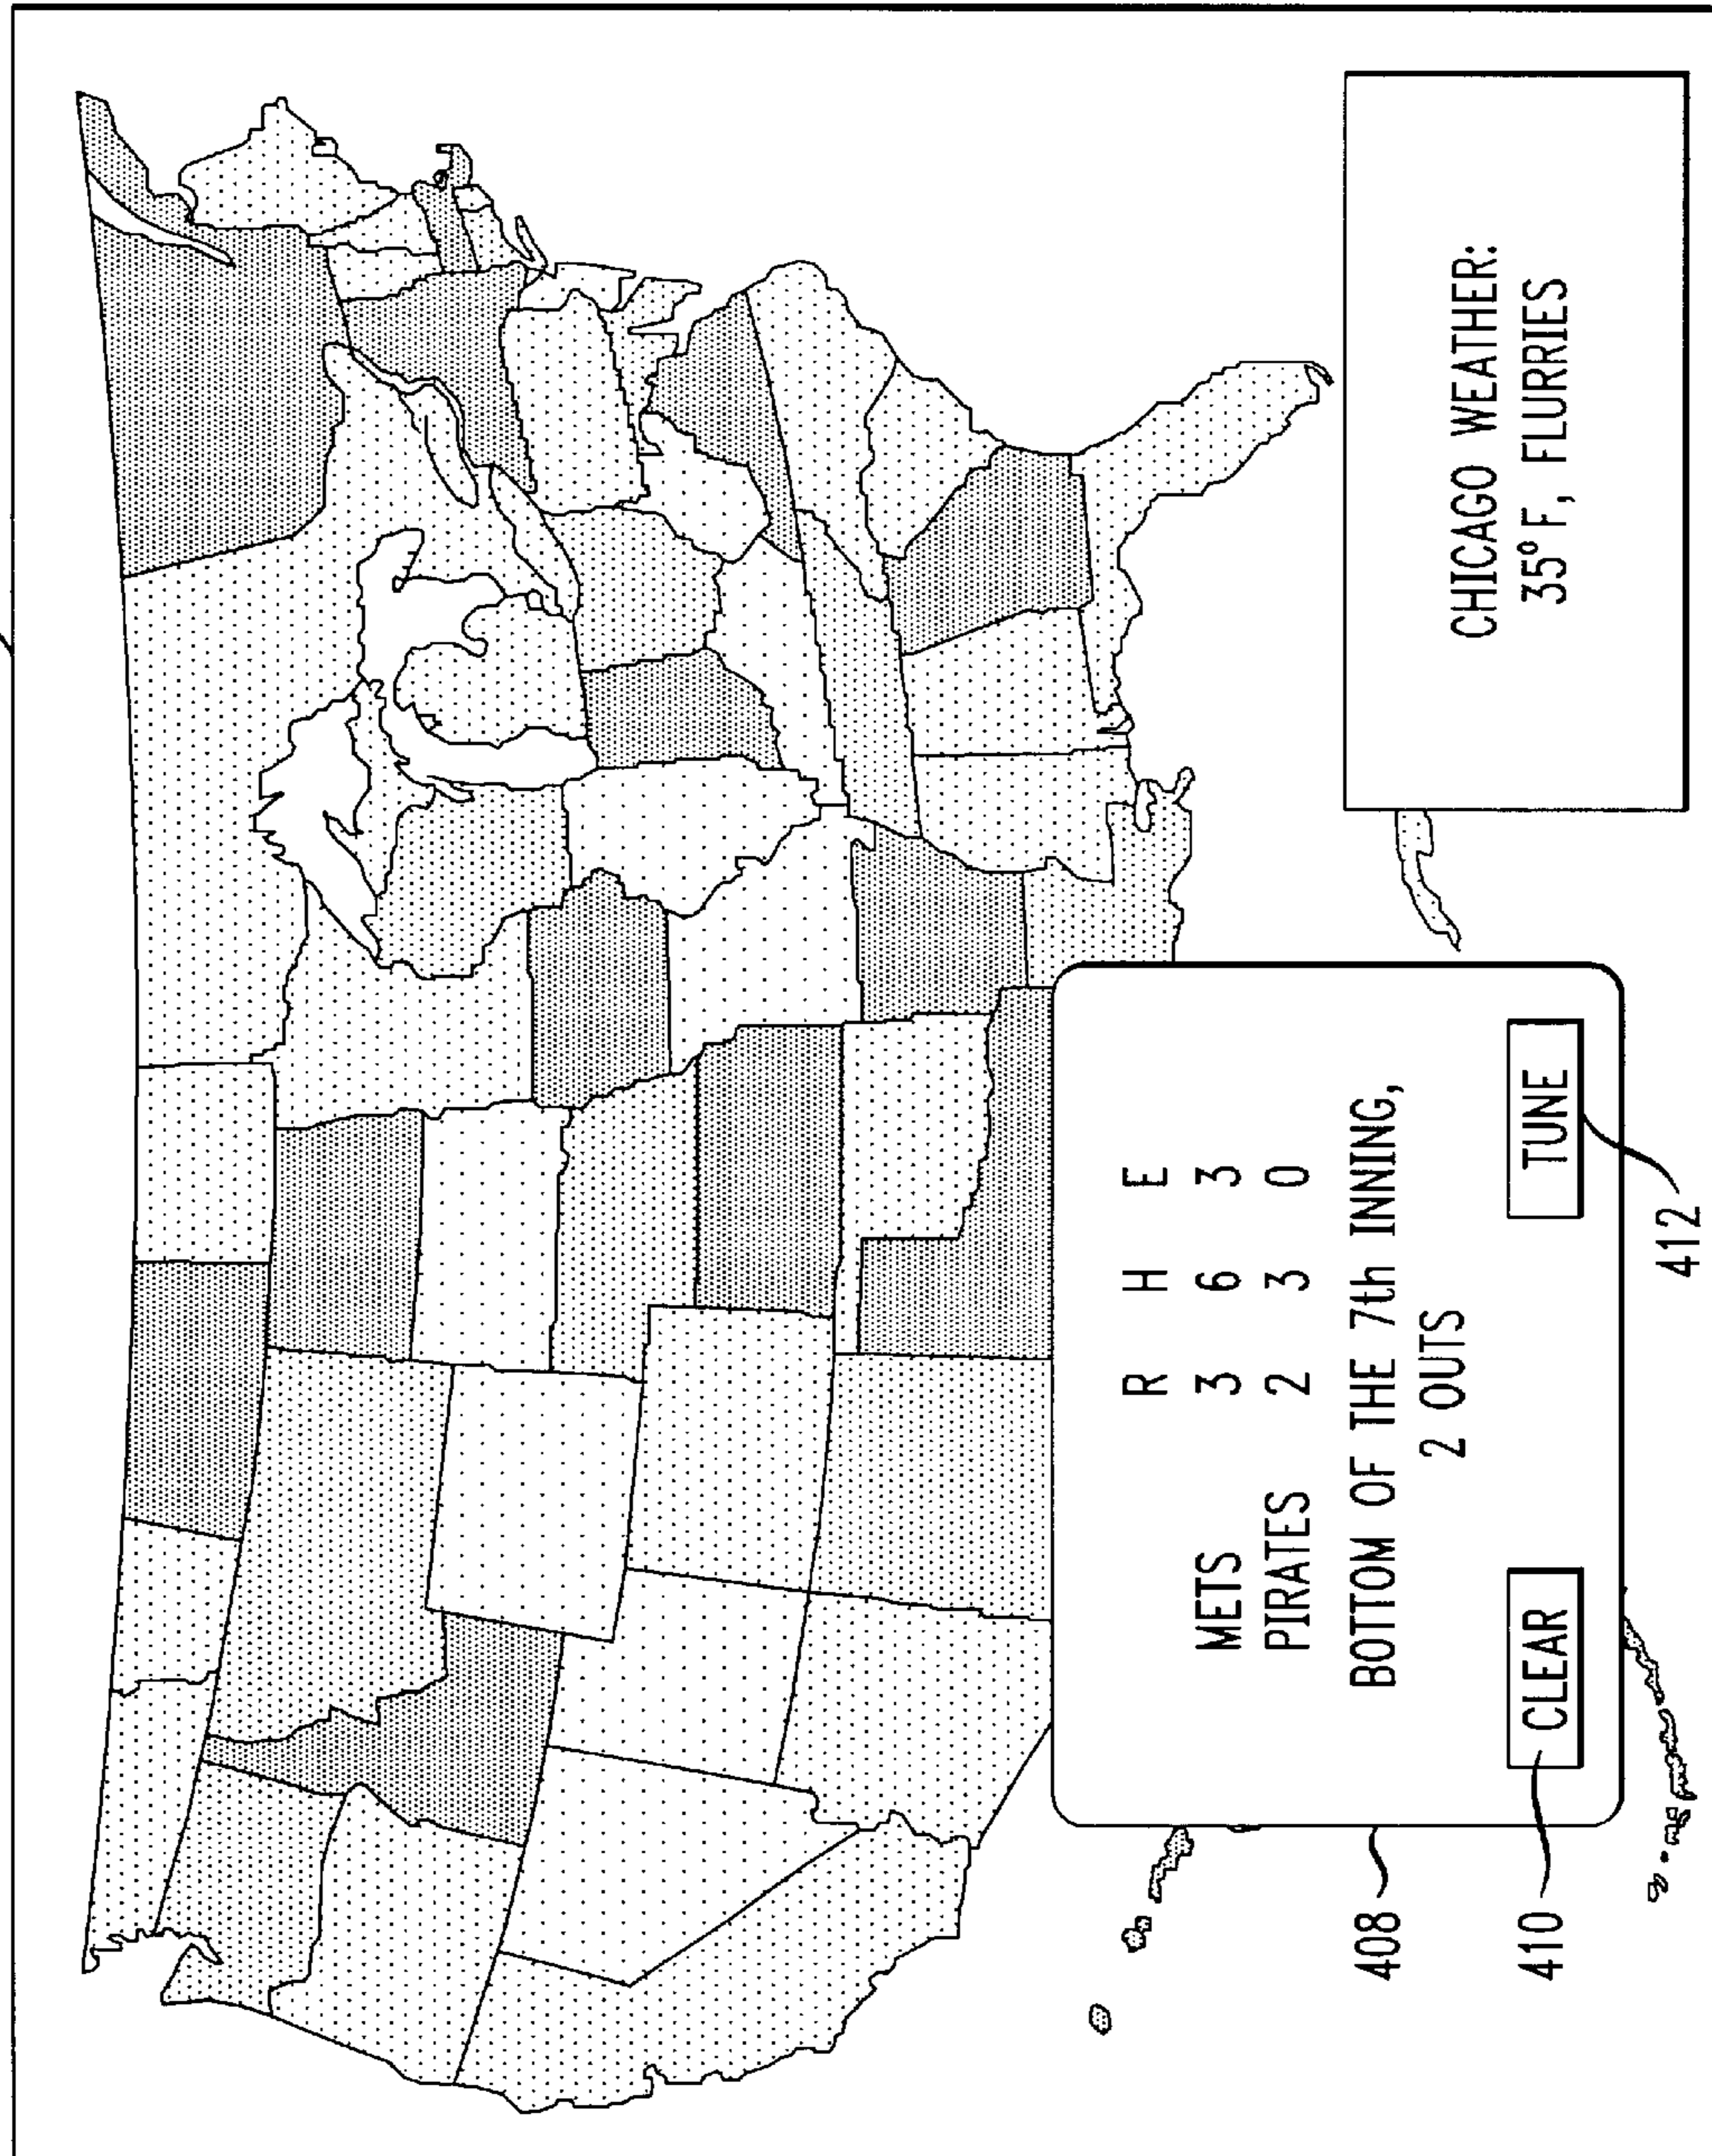 R H E
METS 3 6 3
PIRATES 2 3 0
BOTTOM OF THE 7th INNING,
2 OUTS
CLEAR
TUNE
408
410
412
CHICAGO WEATHER:
35° F, FLURRIES